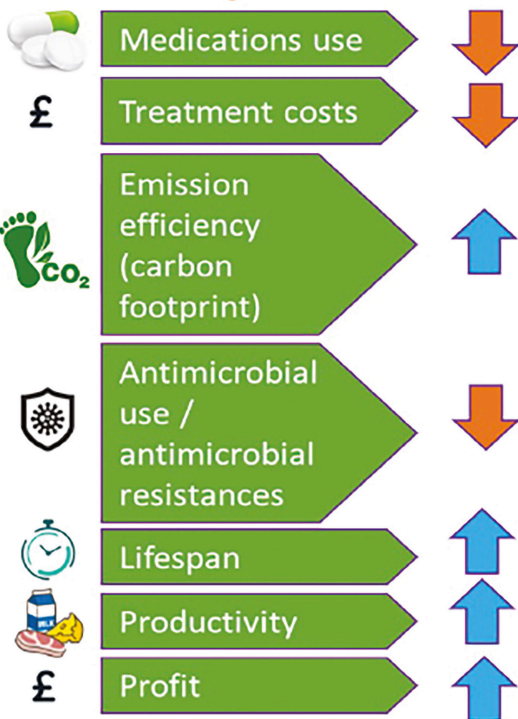 Medications use
£
Treatment costs
Emission
efficiency
(carbon
footprint)
CO₂
Antimicrobial
use /
antimicrobial
resistances
Lifespan
MILK
Productivity
£
Profit